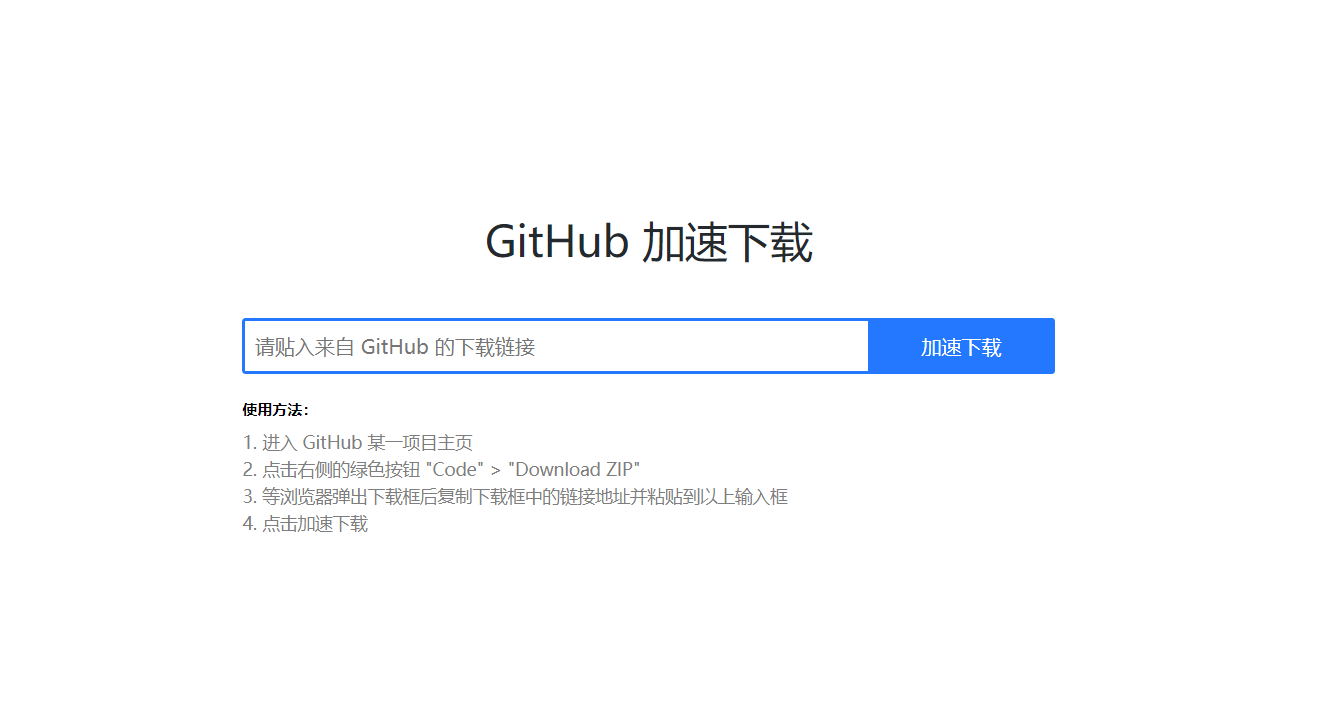 GitHub 加速下载
请贴入来自 GitHub 的下载链接
加速下载
使用方法：
1. 进入 GitHub 某一项目主页
2. 点击右侧的绿色按钮 "Code" > "Download ZIP"
3. 等浏览器弹出下载框后复制下载框中的链接地址并粘贴到以上输入框
4. 点击加速下载